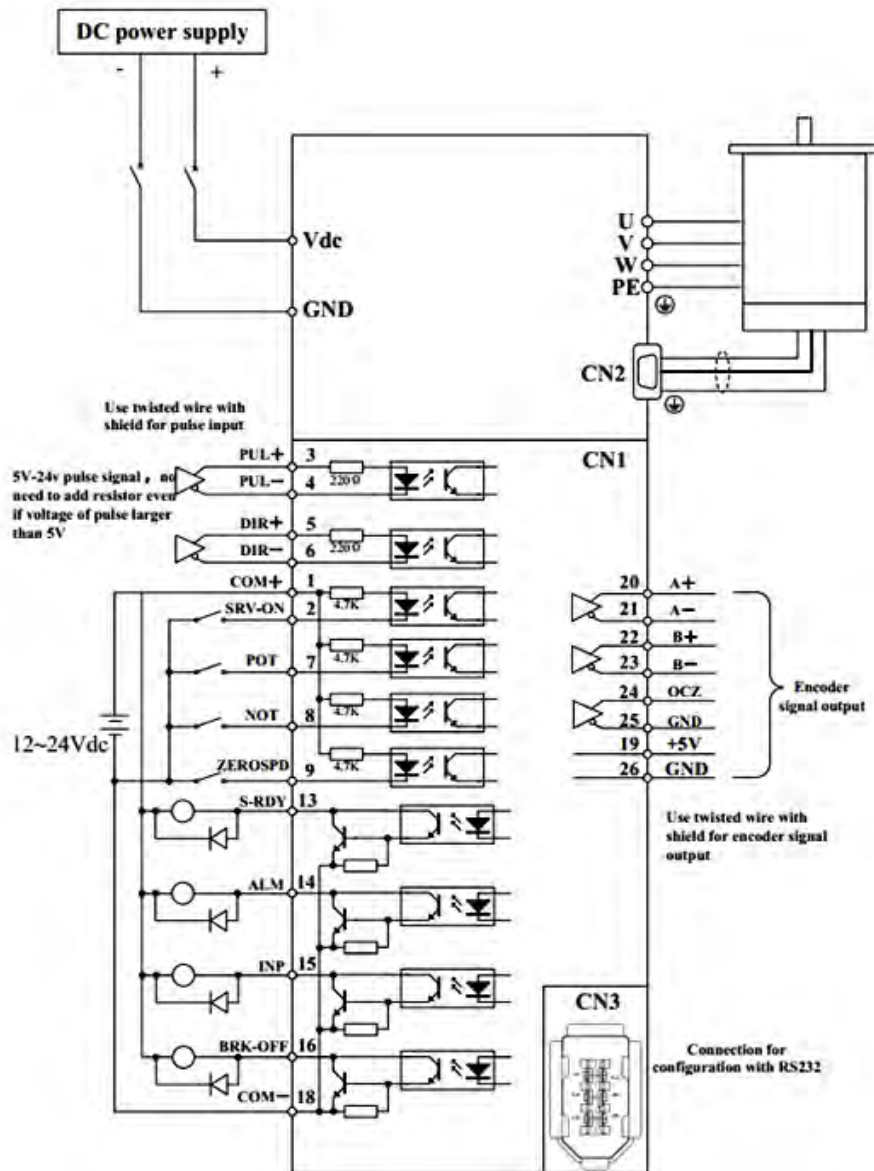 DC power supply
-
+
Vdc
GND
U
V
W
PE
CN2
Use twisted wire with
shield for pulse input
5V-24v pulse signal，no
need to add resistor even
if voltage of pulse larger
than 5V
CN1
PUL+ 3
220Ω
PUL- 4
DIR+ 5
220Ω
DIR- 6
COM+ 1
4.7K
SRV-ON 2
4.7K
POT 7
4.7K
NOT 8
4.7K
ZEROSPD 9
12~24Vdc
S-RDY 13
ALM 14
INP 15
BRK-OFF 16
COM- 18
20 A+
21 A-
22 B+
23 B-
24 OCZ
25 GND
19 +5V
26 GND
Encoder
signal output
Use twisted wire with
shield for encoder signal
output
CN3
Connection for
configuration with RS232